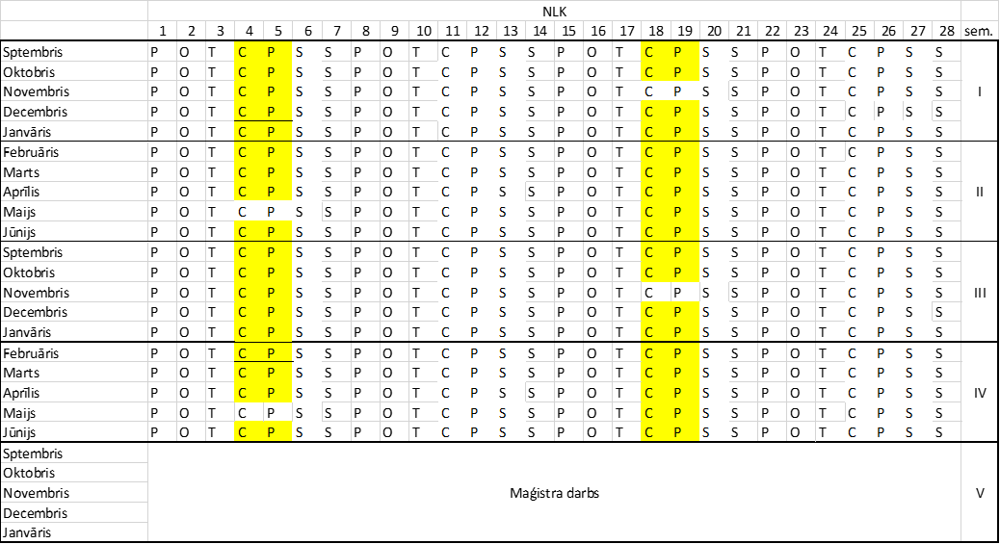 NLK
1 2 3 4 5 6 7 8 9 10 11 12 13 14 15 16 17 18 19 20 21 22 23 24 25 26 27 28 sem.
Sptembris P O T C P S S P O T C P S S P O T C P S S P O T C P S S
Oktobris P O T C P S S P O T C P S S P O T C P S S P O T C P S S
Novembris P O T C P S S P O T C P S S P O T C P S S P O T C P S S I
Decembris P O T C P S S P O T C P S S P O T C P S S P O T C P S S
Janvāris P O T C P S S P O T C P S S P O T C P S S P O T C P S S
Februāris P O T C P S S P O T C P S S P O T C P S S P O T C P S S
Marts P O T C P S S P O T C P S S P O T C P S S P O T C P S S
Aprīlis P O T C P S S P O T C P S S P O T C P S S P O T C P S S II
Maijs P O T C P S S P O T C P S S P O T C P S S P O T C P S S
Jūnijs P O T C P S S P O T C P S S P O T C P S S P O T C P S S
Sptembris P O T C P S S P O T C P S S P O T C P S S P O T C P S S
Oktobris P O T C P S S P O T C P S S P O T C P S S P O T C P S S
Novembris P O T C P S S P O T C P S S P O T C P S S P O T C P S S III
Decembris P O T C P S S P O T C P S S P O T C P S S P O T C P S S
Janvāris P O T C P S S P O T C P S S P O T C P S S P O T C P S S
Februāris P O T C P S S P O T C P S S P O T C P S S P O T C P S S
Marts P O T C P S S P O T C P S S P O T C P S S P O T C P S S
Aprīlis P O T C P S S P O T C P S S P O T C P S S P O T C P S S IV
Maijs P O T C P S S P O T C P S S P O T C P S S P O T C P S S
Jūnijs P O T C P S S P O T C P S S P O T C P S S P O T C P S S
Sptembris
Oktobris
Novembris Maģistra darbs V
Decembris
Janvāris